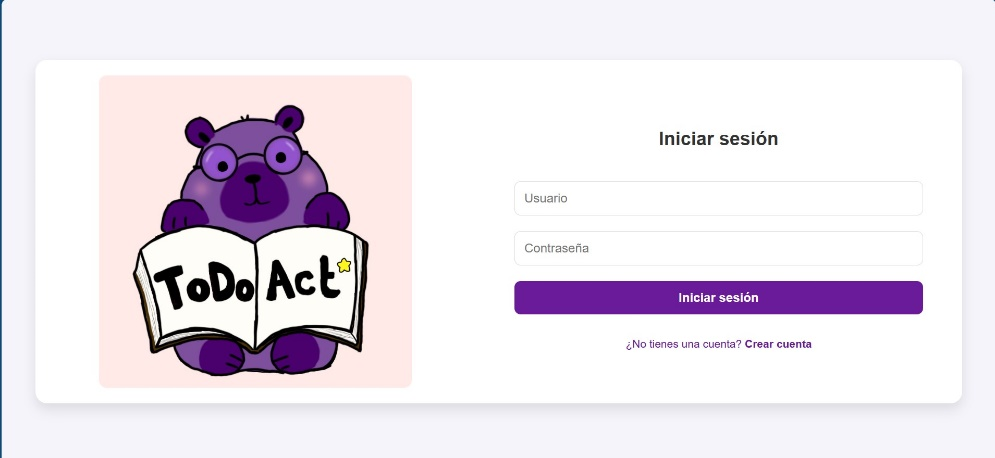 ToDo Act
Iniciar sesión
Usuario
Contraseña
Iniciar sesión
¿No tienes una cuenta? Crear cuenta